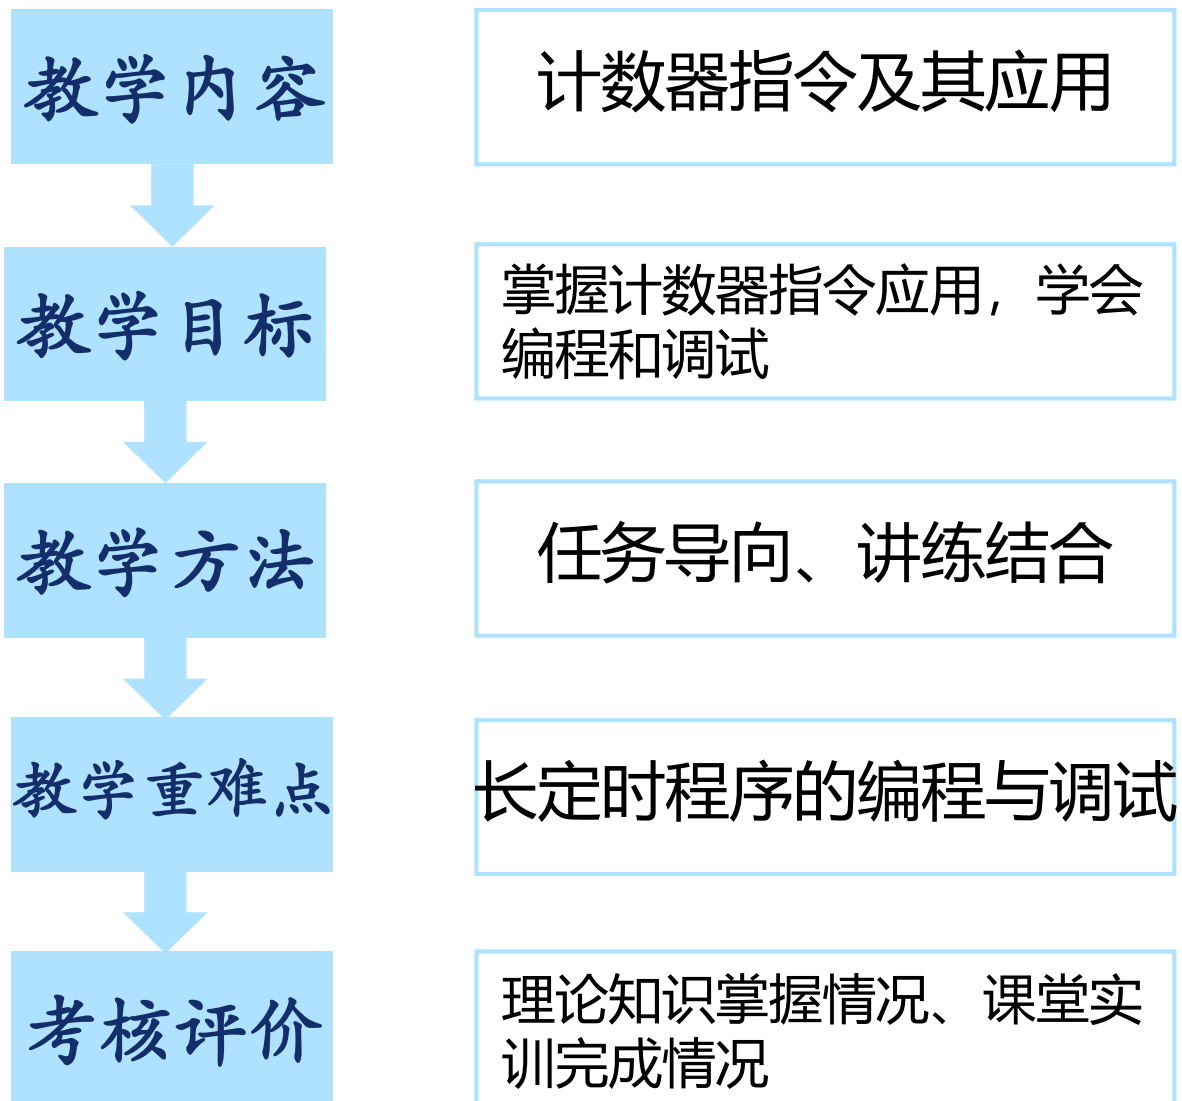 教学内容
计数器指令及其应用
教学目标
掌握计数器指令应用，学会
编程和调试
教学方法
任务导向、讲练结合
教学重难点
长定时程序的编程与调试
考核评价
理论知识掌握情况、课堂实
训完成情况